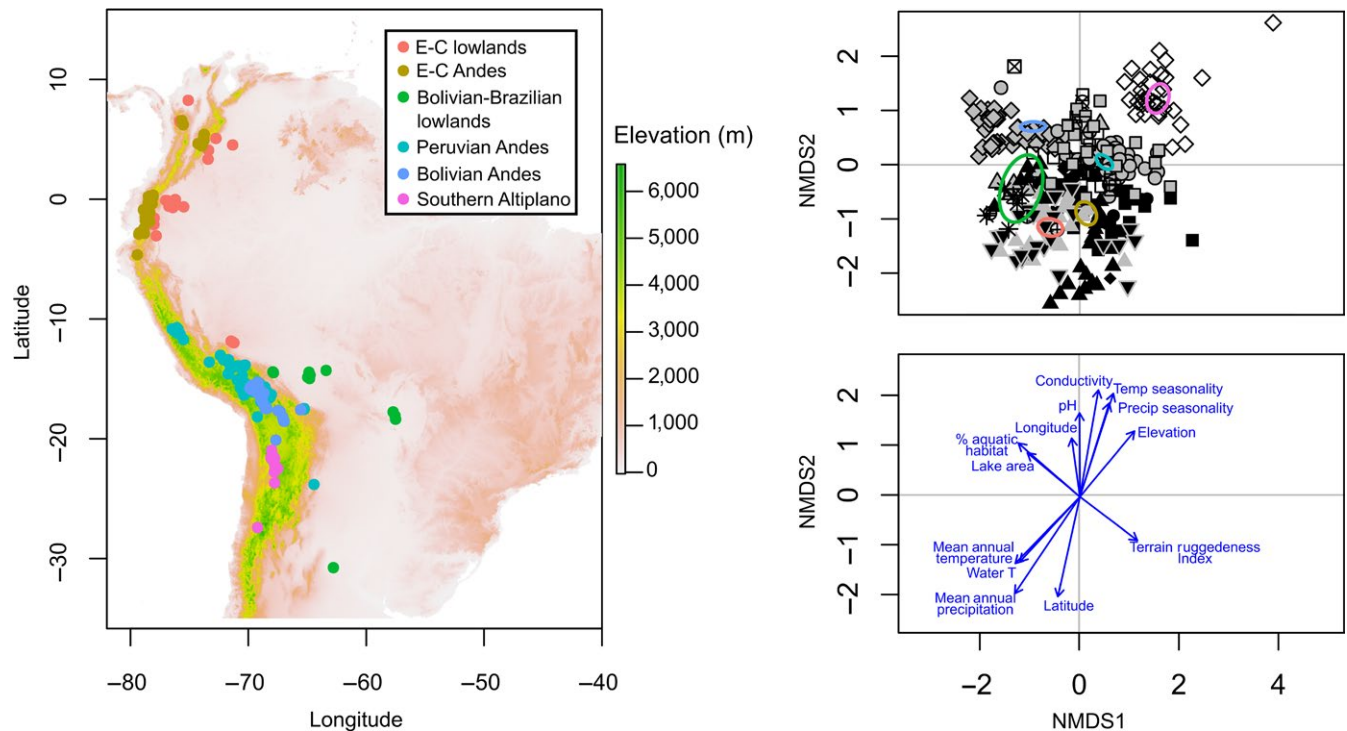 E-C lowlands
E-C Andes
Bolivian-Brazilian
lowlands
Peruvian Andes
Bolivian Andes
Southern Altiplano
10
0
−10
−20
−30
Latitude
−80
−70
−60
−50
−40
Longitude
Elevation (m)
6,000
5,000
4,000
3,000
2,000
1,000
0
2
1
0
−1
−2
NMDS2
Conductivity
Temp seasonality
pH
Precip seasonality
Longitude
Elevation
% aquatic
habitat
Lake area
Mean annual
temperature
Terrain ruggedeness
Index
Water T
Mean annual
precipitation
Latitude
2
1
0
−1
−2
NMDS2
−2
0
2
4
NMDS1